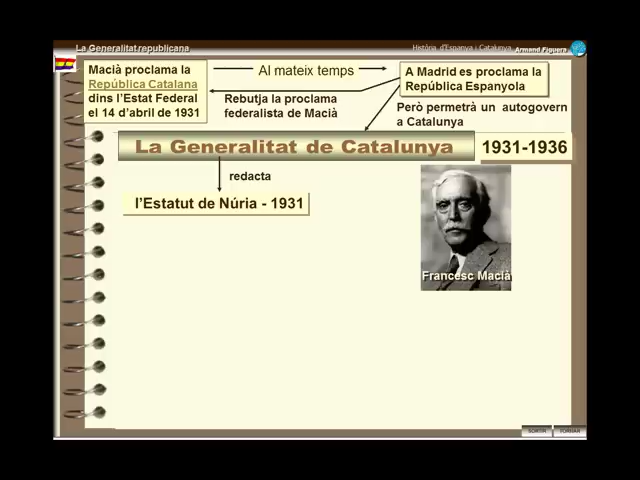 La Generalitat republicana
Història d'Espanya i Catalunya Armand Figuera
Macià proclama la
República Catalana
dins l'Estat Federal
el 14 d'abril de 1931
Al mateix temps
A Madrid es proclama la
República Espanyola
Rebutja la proclama
federalista de Macià
Però permetrà un autogovern
a Catalunya
La Generalitat de Catalunya
1931-1936
redacta
l'Estatut de Núria - 1931
Francesc Macià
SORTIR
TORNAR